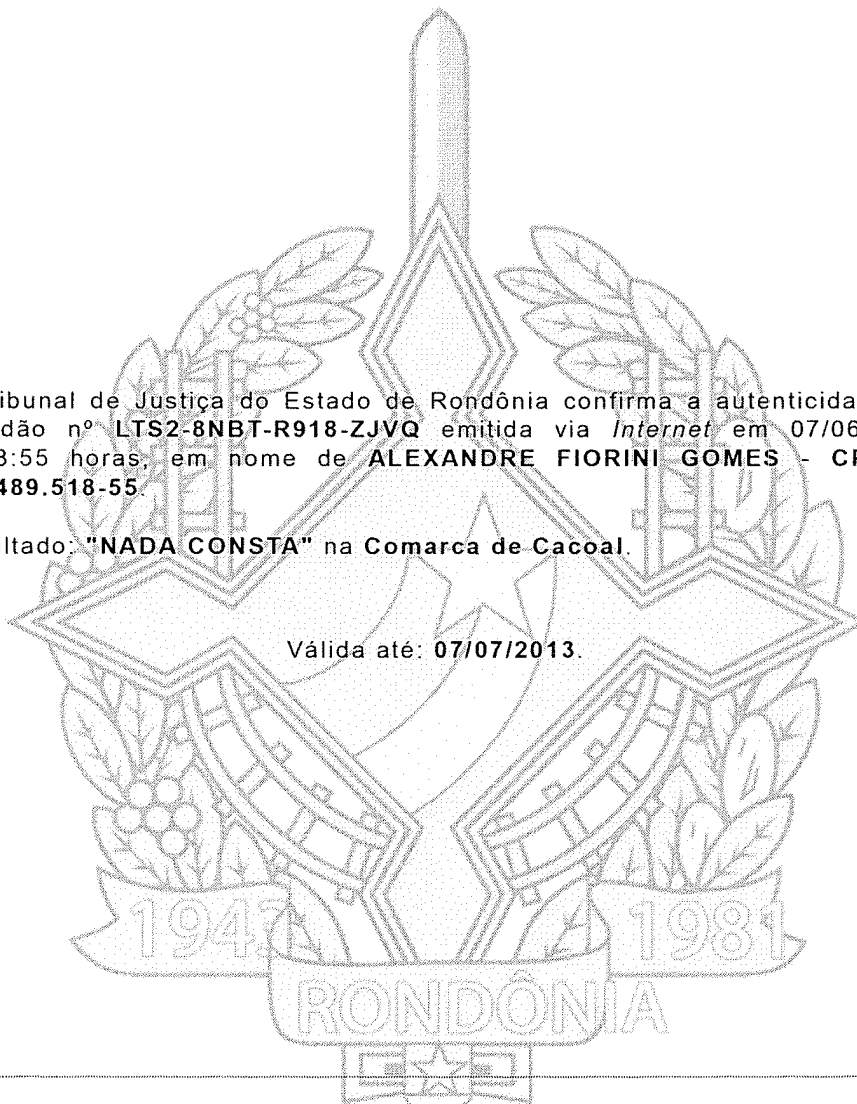 ibunal de Justiça do Estado de Rondônia confirma a autenticida
dão nº LTS2-8NBT-R918-ZJVQ emitida via Internet em 07/06
3:55 horas, em nome de ALEXANDRE FIORINI GOMES - CP
489.518-55.
ltado: "NADA CONSTA" na Comarca de Cacoal.
Válida até: 07/07/2013.
1943 1981
RONDÔNIA